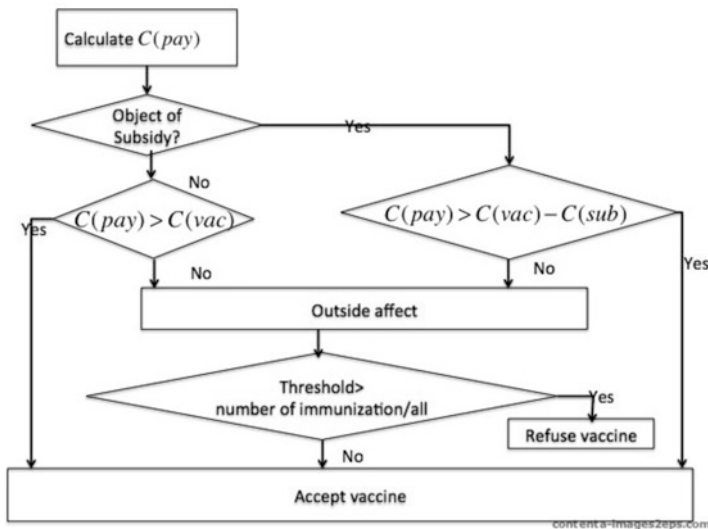 Calculate C(pay)
Object of
Subsidy?
Yes
No
C(pay) > C(vac)
C(pay) > C(vac) − C(sub)
Yes
Yes
No
No
Outside affect
Threshold>
number of immunization/all
Yes
Refuse vaccine
No
Accept vaccine
contenta-images2eps.com